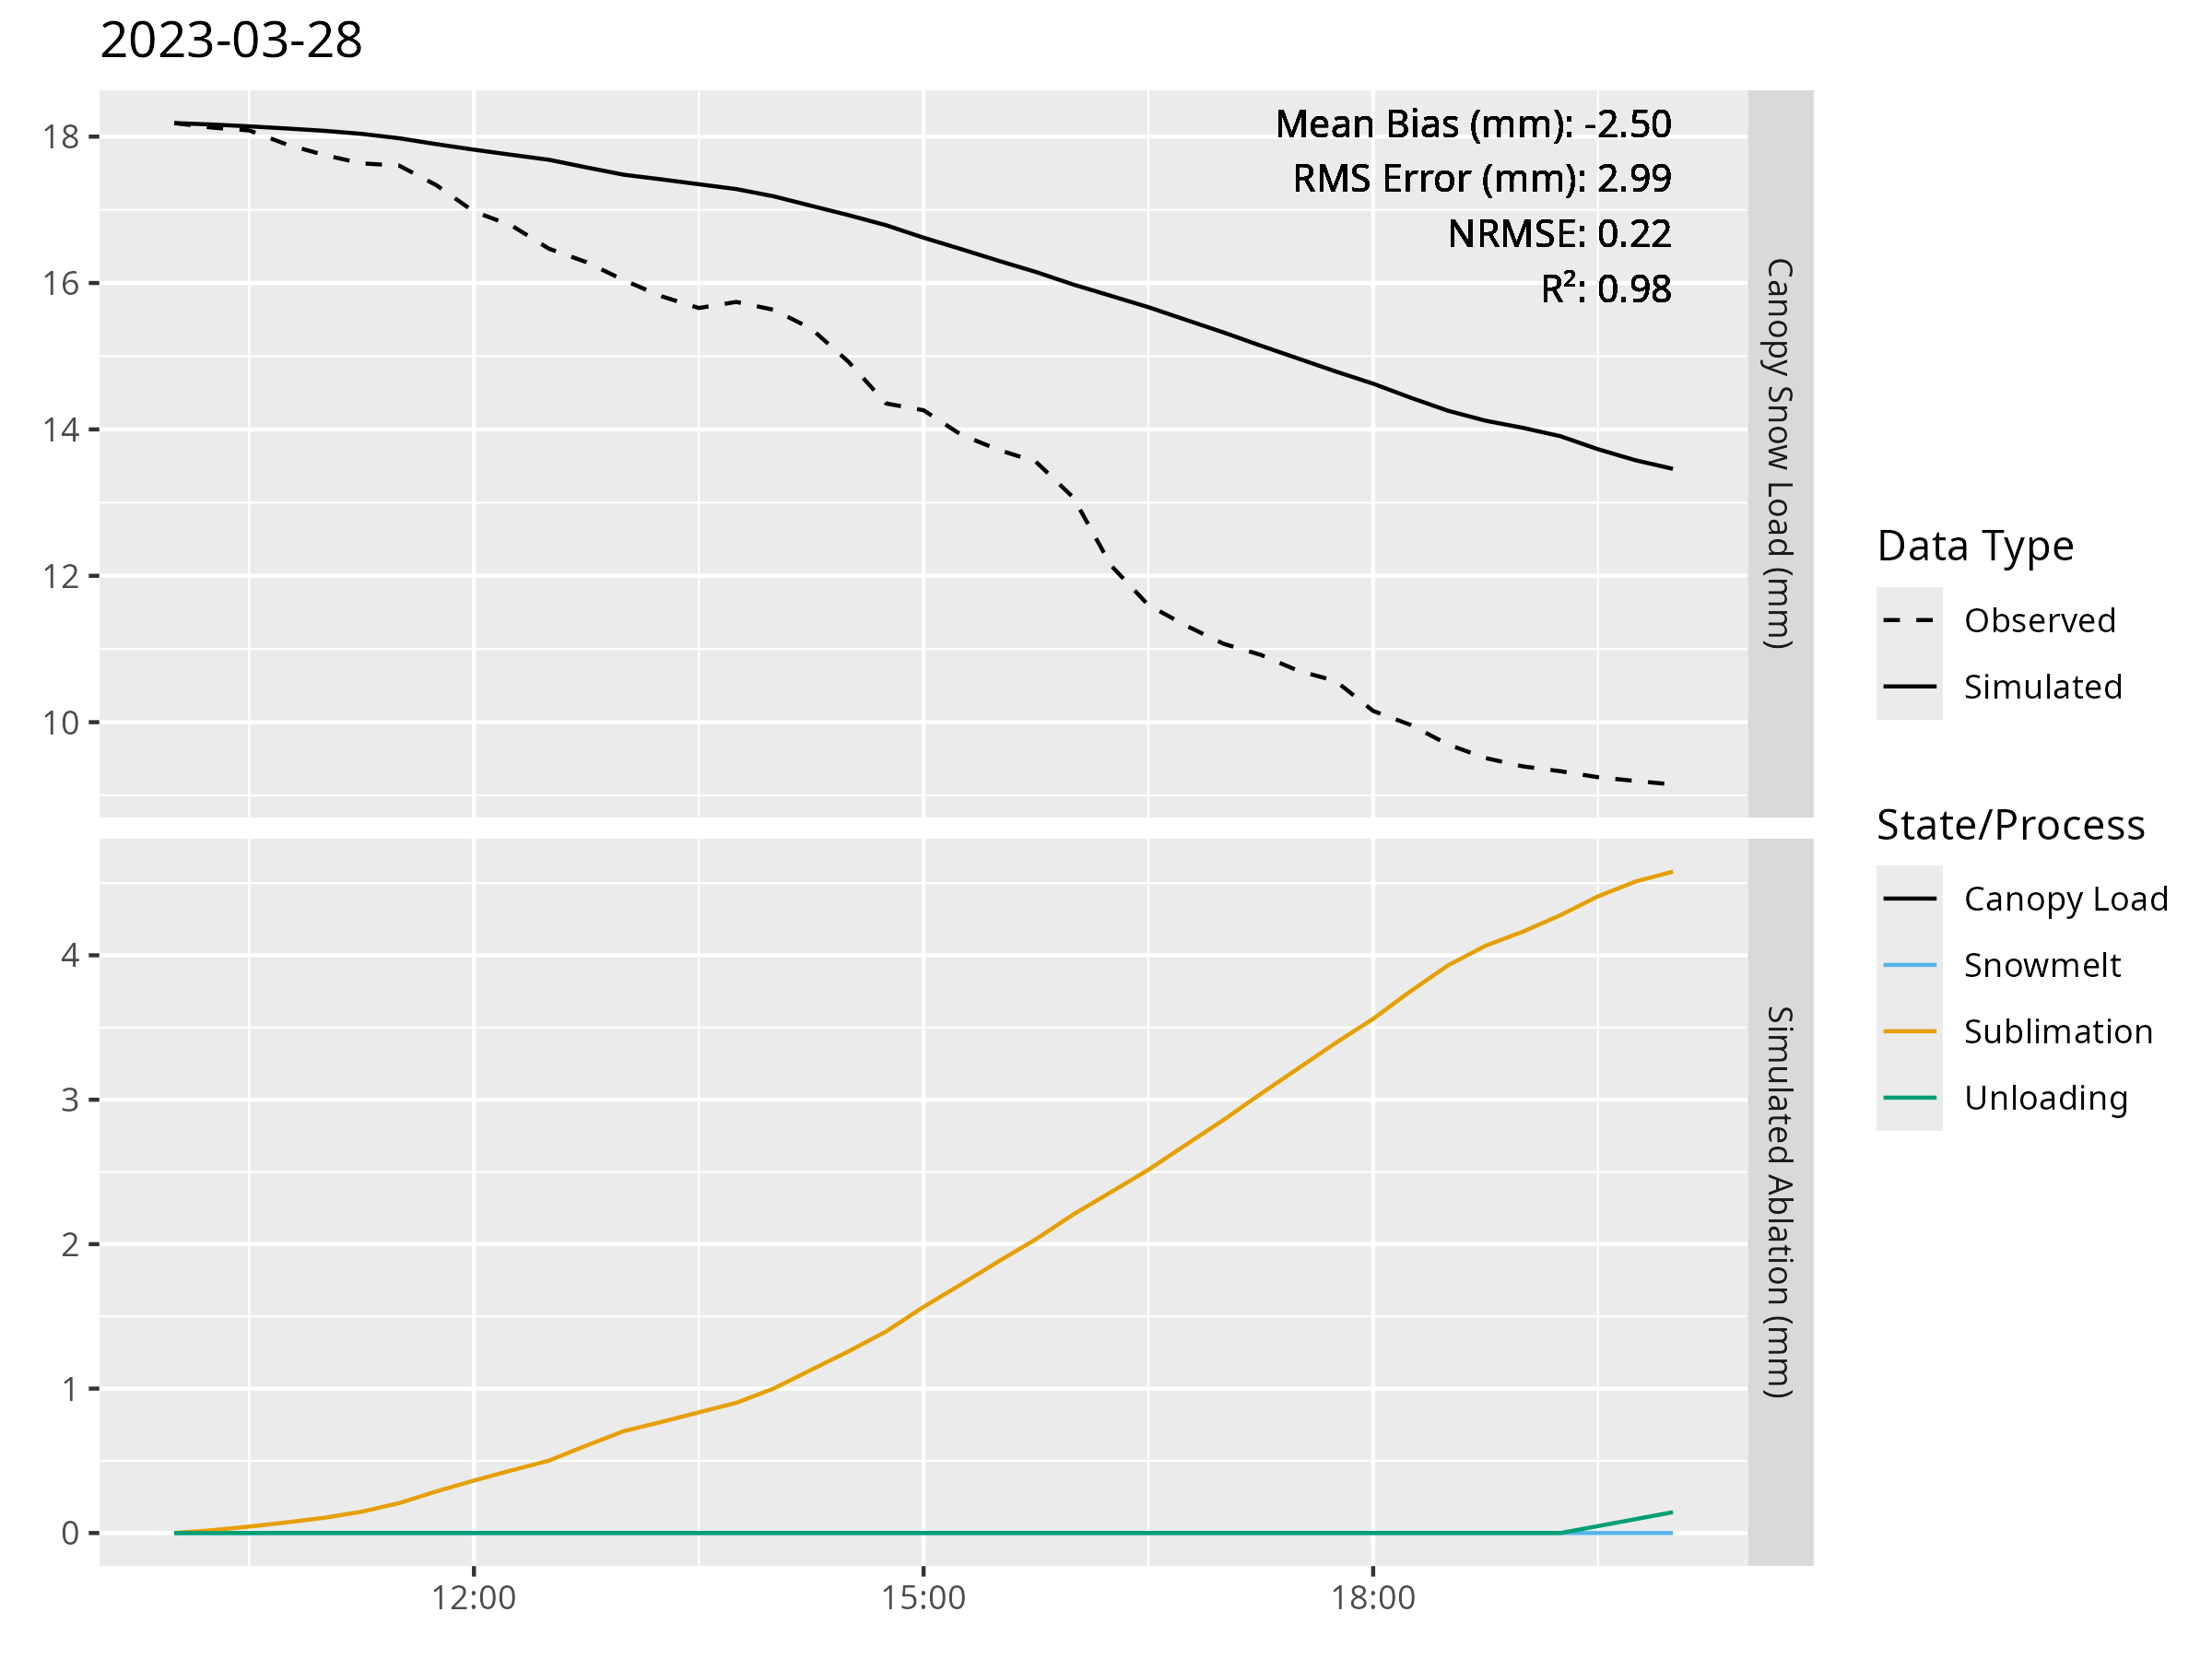 2023-03-28
18
16
14
12
10
Mean Bias (mm): -2.50
RMS Error (mm): 2.99
NRMSE: 0.22
R²: 0.98
Canopy Snow Load (mm)
4
3
2
1
0
Simulated Ablation (mm)
12:00
15:00
18:00
Data Type
Observed
Simulated
State/Process
Canopy Load
Snowmelt
Sublimation
Unloading